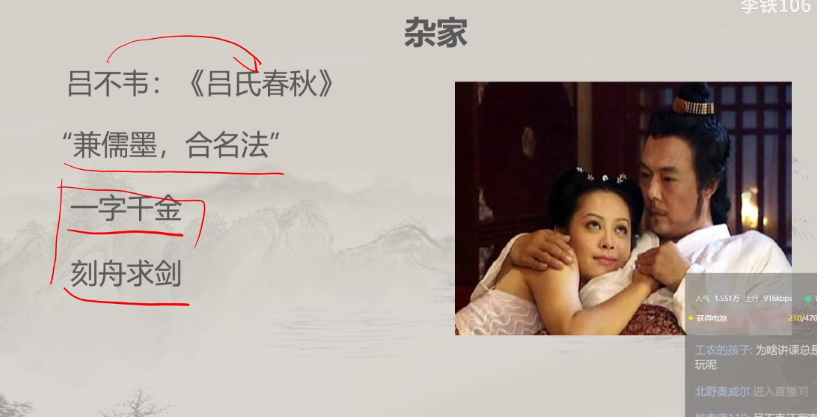 李铁106
杂家
吕不韦：《吕氏春秋》
“兼儒墨，合名法”
一字千金
刻舟求剑
人气 1.551万 上行 916kbps
获得电池 210/470
工农的孩子: 为啥讲课总是
玩呢
北野奥威尔 进入直播间